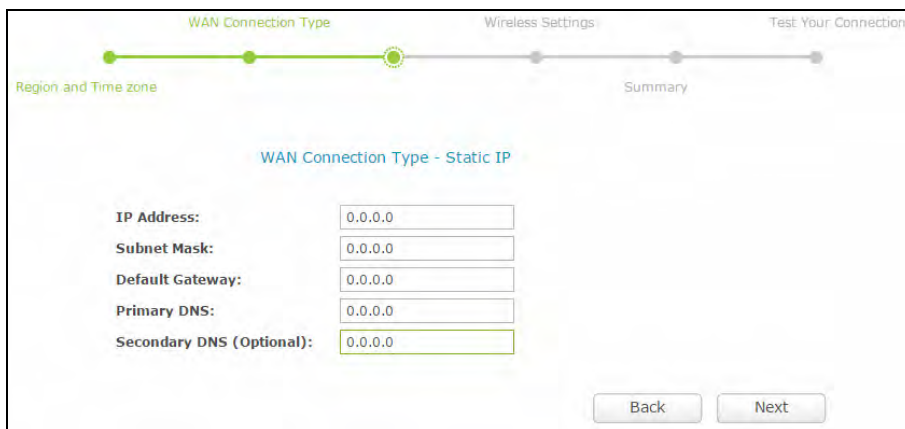 WAN Connection Type Wireless Settings Test Your Connection
Region and Time zone Summary
WAN Connection Type - Static IP
IP Address: 0.0.0.0
Subnet Mask: 0.0.0.0
Default Gateway: 0.0.0.0
Primary DNS: 0.0.0.0
Secondary DNS (Optional): 0.0.0.0
Back Next